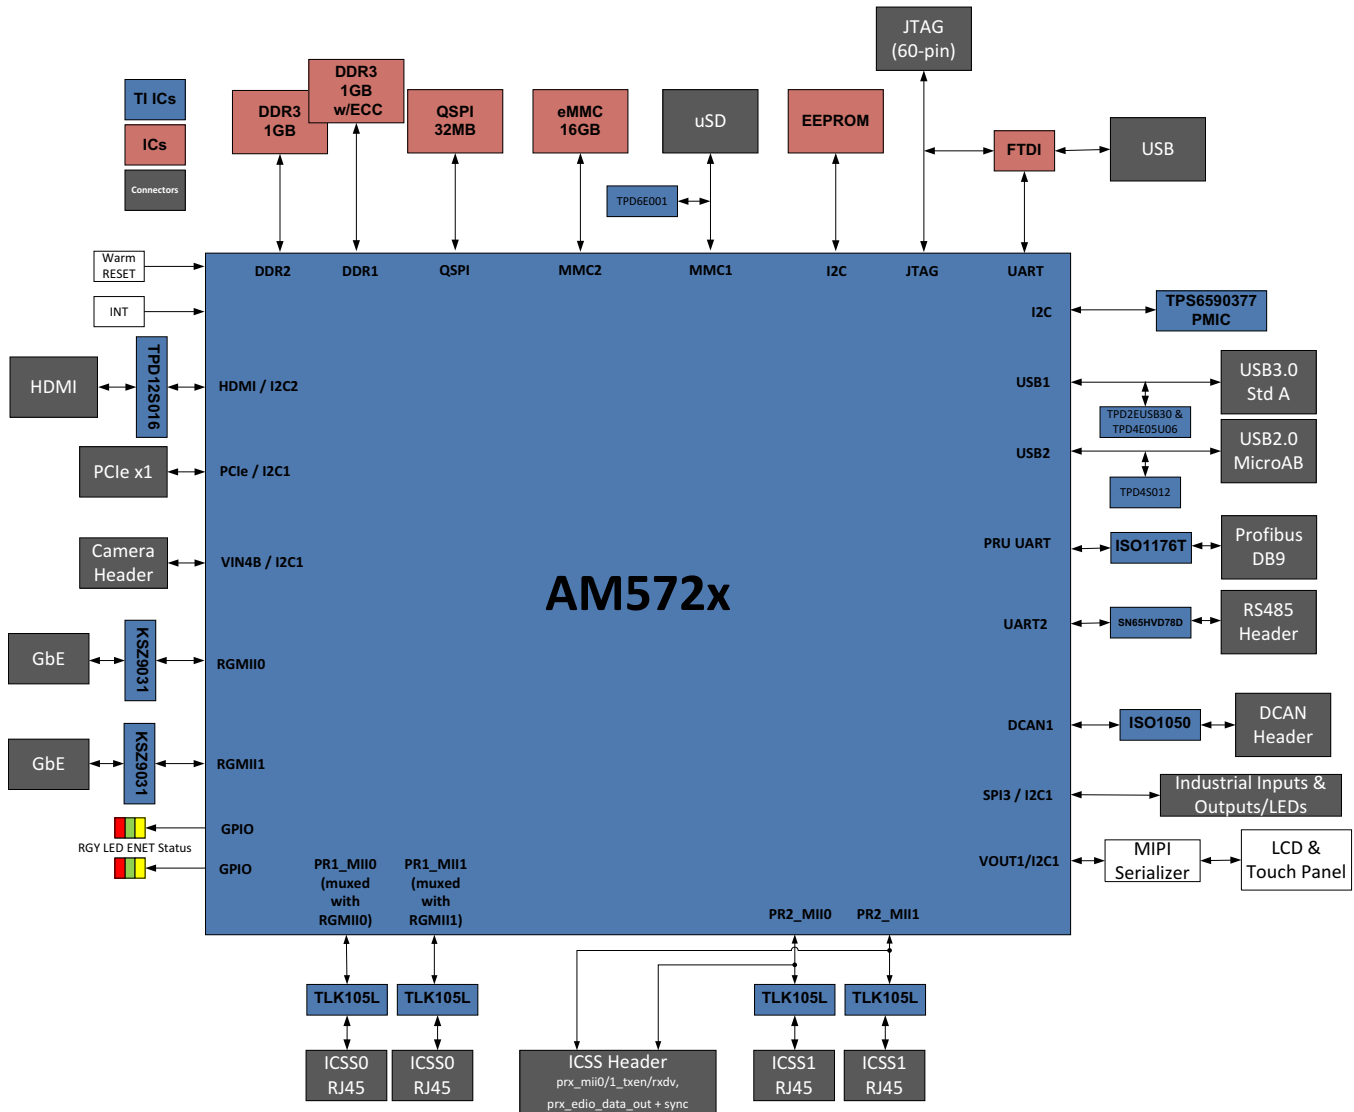 JTAG
(60-pin)
TI ICs
ICs
Connectors
DDR3
1GB
DDR3
1GB
w/ECC
QSPI
32MB
eMMC
16GB
uSD
EEPROM
FTDI
USB
TPD6E001
Warm
RESET
INT
DDR2
DDR1
QSPI
MMC2
MMC1
I2C
JTAG
UART
I2C
TPS6590377
PMIC
HDMI
TPD12S016
HDMI / I2C2
USB1
USB3.0
Std A
TPD2EUSB30 &
TPD4E05U06
PCIe x1
PCIe / I2C1
USB2
USB2.0
MicroAB
TPD4S012
Camera
Header
VIN4B / I2C1
PRU UART
ISO1176T
Profibus
DB9
AM572x
UART2
SN65HVD78D
RS485
Header
GbE
KSZ9031
RGMII0
GbE
KSZ9031
RGMII1
DCAN1
ISO1050
DCAN
Header
SPI3 / I2C1
Industrial Inputs &
Outputs/LEDs
GPIO
RGY LED ENET Status
GPIO
VOUT1/I2C1
MIPI
Serializer
LCD &
Touch Panel
PR1_MII0
(muxed
with
RGMII0)
PR1_MII1
(muxed
with
RGMII1)
PR2_MII0
PR2_MII1
TLK105L
TLK105L
TLK105L
TLK105L
ICSS0
RJ45
ICSS0
RJ45
ICSS Header
prx_mii0/1_txen/rxdv,
prx_edio_data_out + sync
ICSS1
RJ45
ICSS1
RJ45